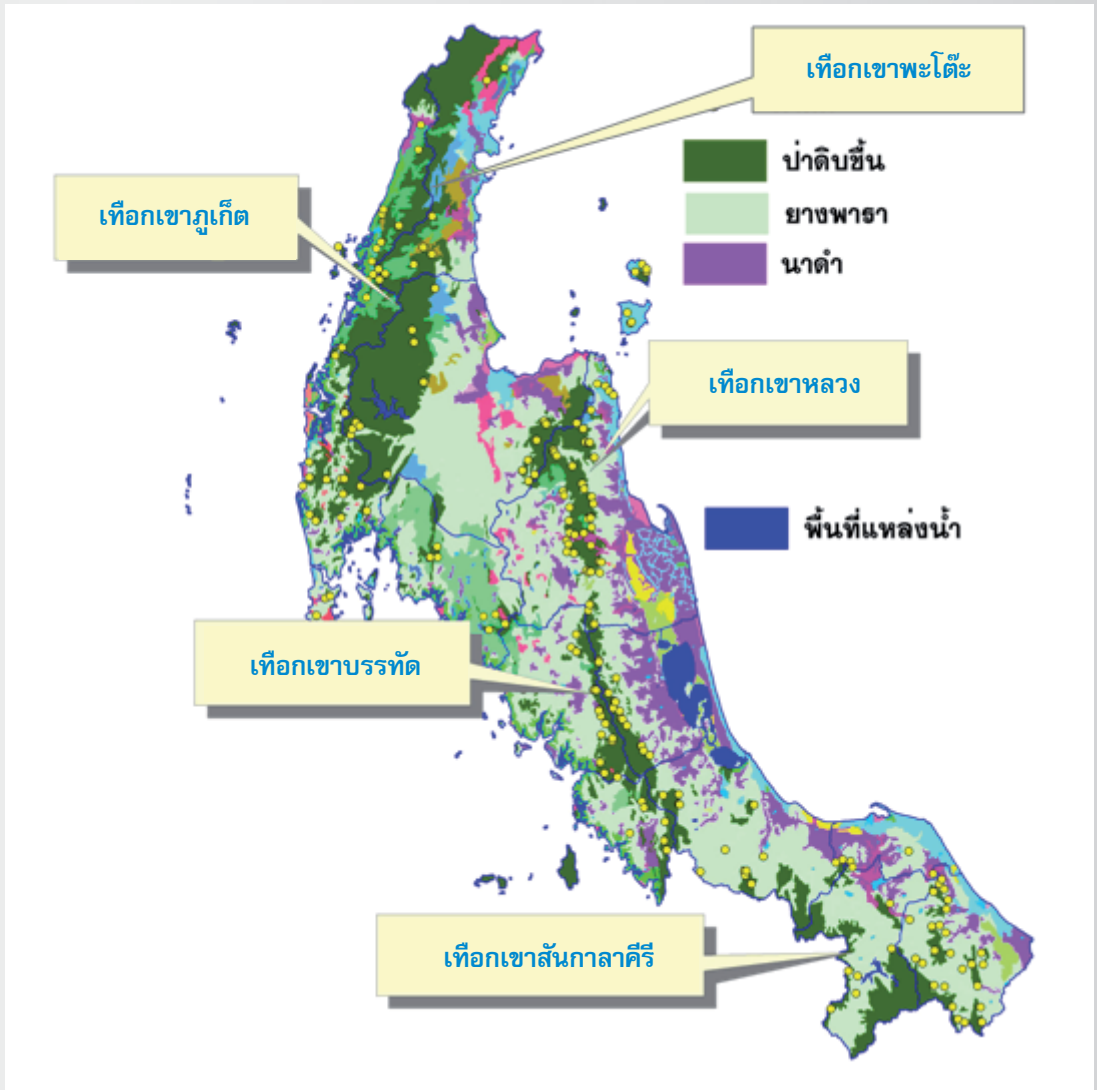 เทือกเขาพะโต๊ะ
ป่าดิบชื้น
เทือกเขาภูเก็ต
ยางพารา
นาดำ
เทือกเขาหลวง
พื้นที่แหล่งน้ำ
เทือกเขาบรรทัด
เทือกเขาสันกาลาคีรี